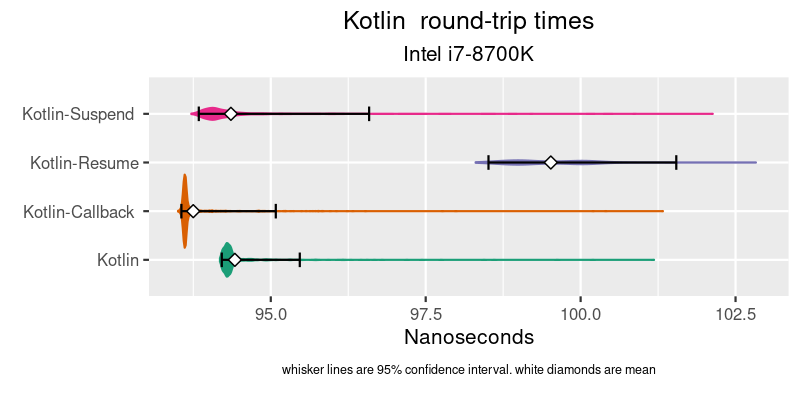 Kotlin round-trip times
Intel i7-8700K
Kotlin-Suspend
Kotlin-Resume
Kotlin-Callback
Kotlin
95.0 97.5 100.0 102.5
Nanoseconds
whisker lines are 95% confidence interval. white diamonds are mean